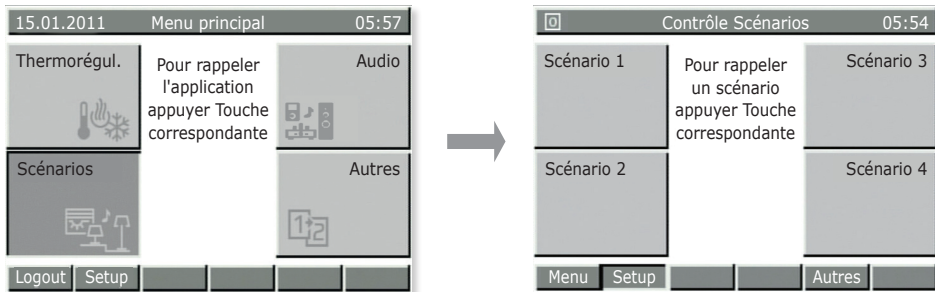 15.01.2011 Menu principal 05:57
Thermorégul.
Pour rappeler
l'application
appuyer Touche
correspondante
Audio
Scénarios
Autres
1 2
Logout Setup
0 Contrôle Scénarios 05:54
Scénario 1
Pour rappeler
un scénario
appuyer Touche
correspondante
Scénario 3
Scénario 2
Scénario 4
Menu Setup Autres